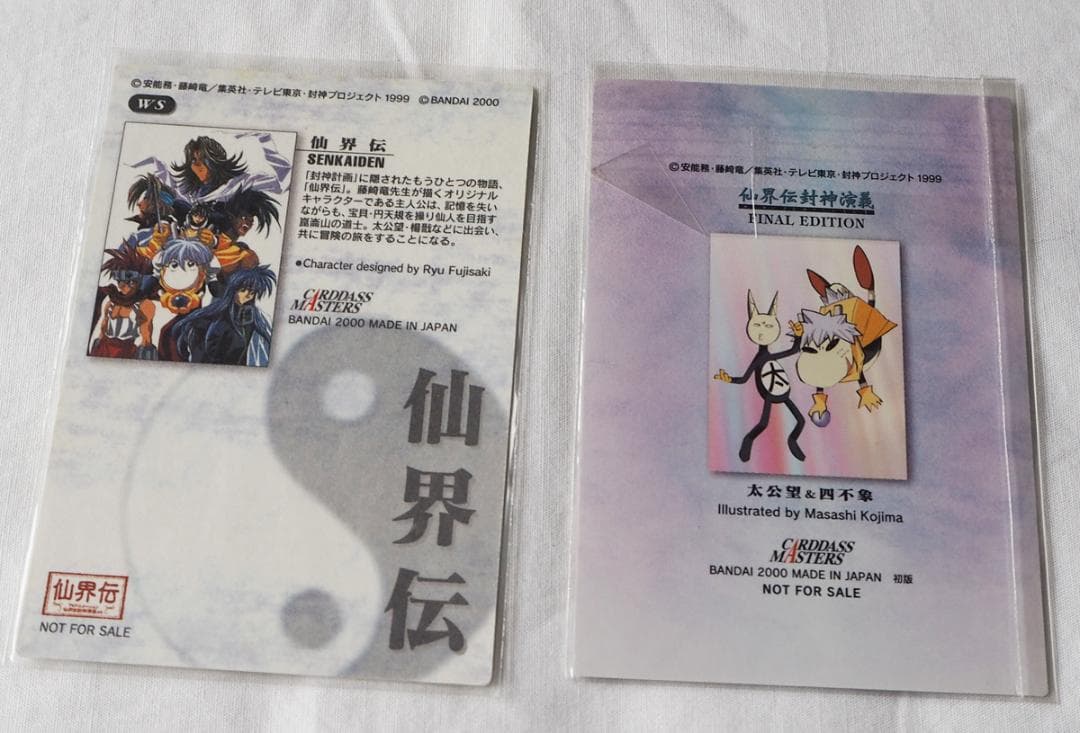 ©安能務・藤崎竜／集英社・テレビ東京・封神プロジェクト 1999 ©BANDAI 2000
WS
仙界伝
SENKAIDEN
「封神計画」に隠されたもうひとつの物語、
「仙界伝」。藤崎竜先生が描くオリジナル
キャラクターである主人公は、記憶を失い
ながらも、宝貝・円天規を操り仙人を目指す
崑崙山の道士。太公望・楊戩などに出会い、
共に冒険の旅をすることになる。
●Character designed by Ryu Fujisaki
CARDDASS
MASTERS
BANDAI 2000 MADE IN JAPAN
仙界伝
仙界伝
NOT FOR SALE
©安能務・藤崎竜／集英社・テレビ東京・封神プロジェクト 1999
仙界伝封神演義
FINAL EDITION
太
太公望&四不象
Illustrated by Masashi Kojima
CARDDASS
MASTERS
BANDAI 2000 MADE IN JAPAN 初版
NOT FOR SALE